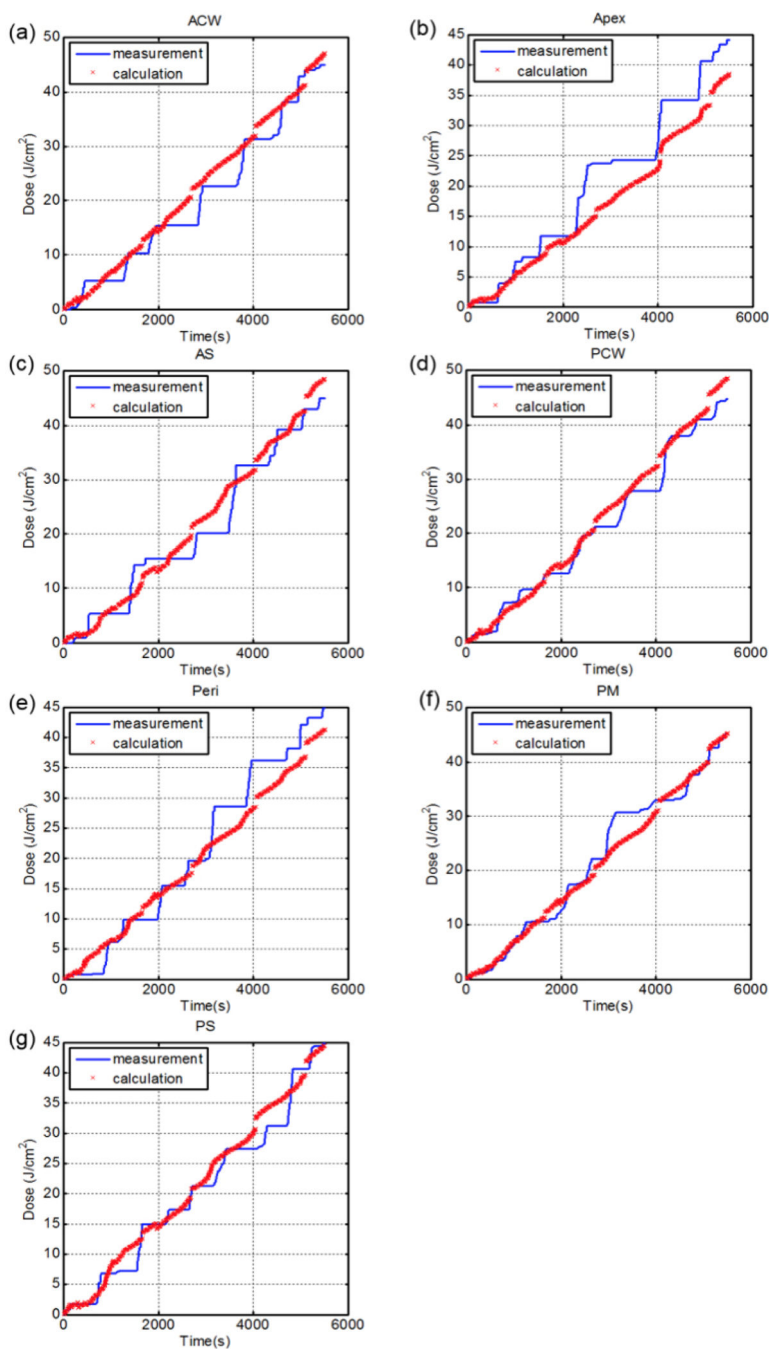 (a)
ACW
50
40
30
20
10
0
Dose (J/cm²)
measurement
calculation
0 2000 4000 6000
Time(s)
(b)
Apex
45
40
35
30
25
20
15
10
5
0
Dose (J/cm²)
measurement
calculation
0 2000 4000 6000
Time(s)
(c)
AS
50
40
30
20
10
0
Dose (J/cm²)
measurement
calculation
0 2000 4000 6000
Time(s)
(d)
PCW
50
40
30
20
10
0
Dose (J/cm²)
measurement
calculation
0 2000 4000 6000
Time(s)
(e)
Peri
45
40
35
30
25
20
15
10
5
0
Dose (J/cm²)
measurement
calculation
0 2000 4000 6000
Time(s)
(f)
PM
50
40
30
20
10
0
Dose (J/cm²)
measurement
calculation
0 2000 4000 6000
Time(s)
(g)
PS
45
40
35
30
25
20
15
10
5
0
Dose (J/cm²)
measurement
calculation
0 2000 4000 6000
Time(s)